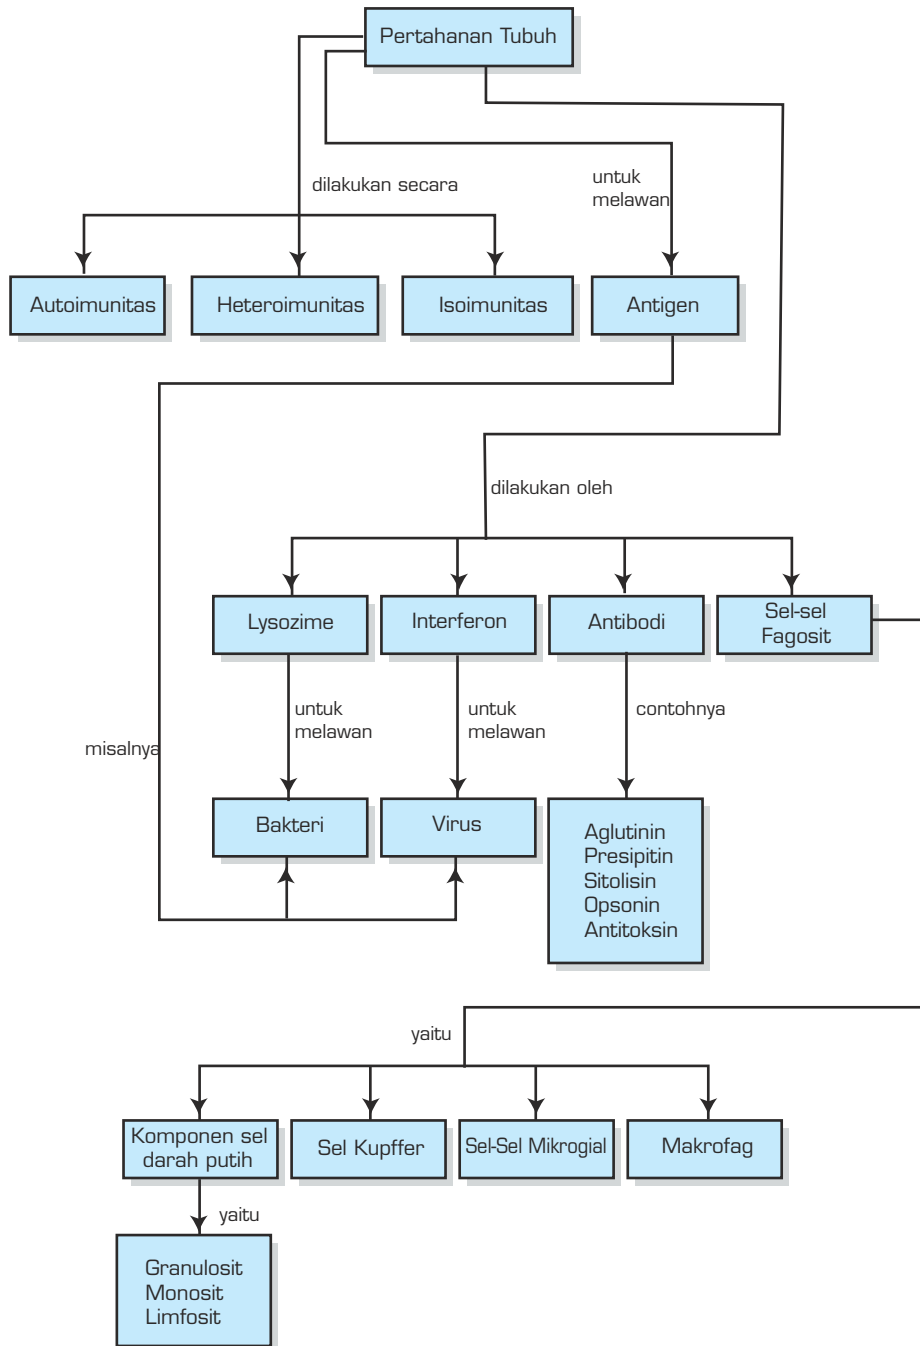 Pertahanan Tubuh
dilakukan secara
untuk
melawan
Autoimunitas
Heteroimunitas
Isoimunitas
Antigen
dilakukan oleh
Lysozime
Interferon
Antibodi
Sel-sel
Fagosit
untuk
melawan
untuk
melawan
contohnya
misalnya
Bakteri
Virus
Aglutinin
Presipitin
Sitolisin
Opsonin
Antitoksin
yaitu
Komponen sel
darah putih
Sel Kupffer
Sel-Sel Mikrogial
Makrofag
yaitu
Granulosit
Monosit
Limfosit